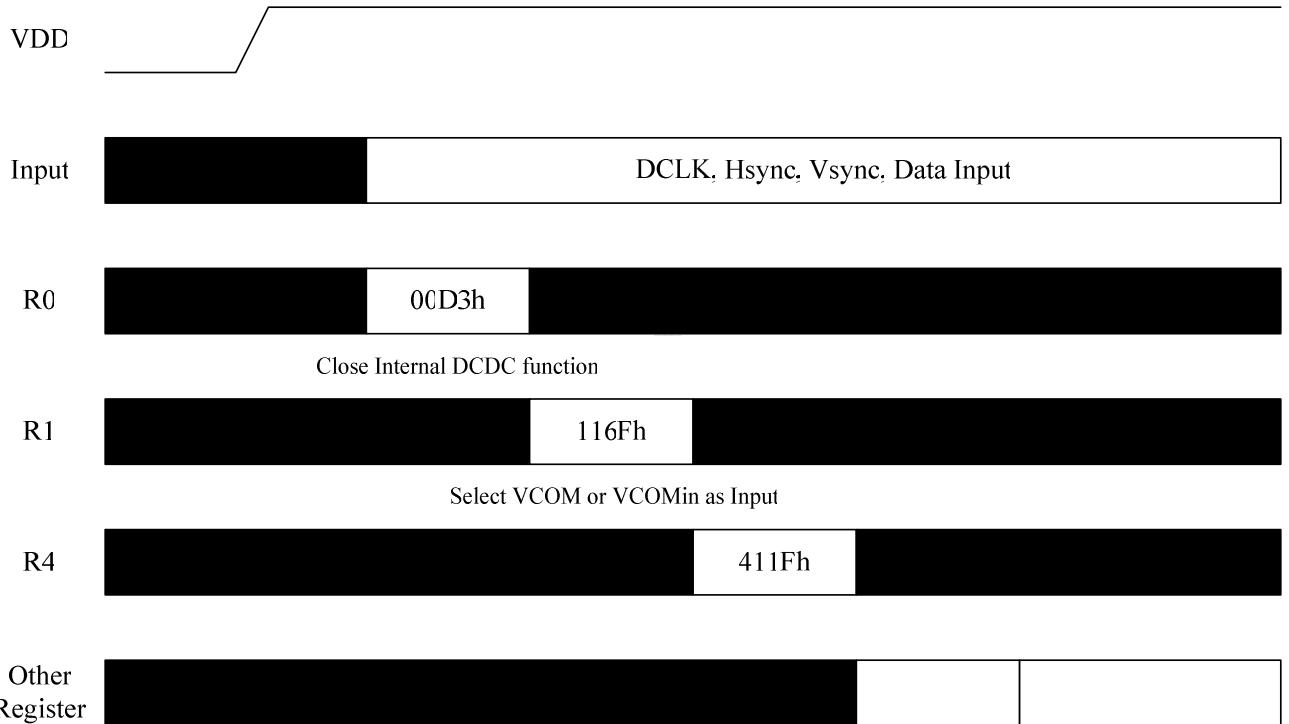 VDD
Input
DCLK, Hsync, Vsync, Data Input
R0
00D3h
Close Internal DCDC function
R1
116Fh
Select VCOM or VCOMin as Input
R4
411Fh
Other
Register